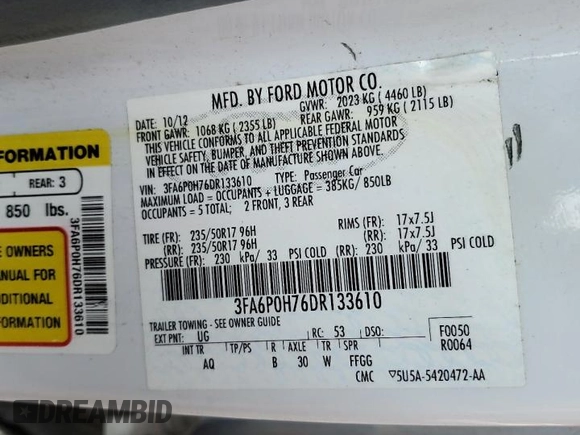 MFD. BY FORD MOTOR CO.
DATE: 10/12 GVWR: 2023 KG ( 4460 LB)
FRONT GAWR: 1068 KG ( 2355 LB) REAR GAWR: 959 KG ( 2115 LB)
THIS VEHICLE CONFORMS TO ALL APPLICABLE FEDERAL MOTOR
VEHICLE SAFETY, BUMPER, AND THEFT PREVENTION STANDARDS
IN EFFECT ON THE DATE OF MANUFACTURE SHOWN ABOVE.
VIN: 3FA6P0H76DR133610 TYPE: Passenger Car
MAXIMUM LOAD = OCCUPANTS + LUGGAGE = 385KG / 850LB
OCCUPANTS = 5 TOTAL; 2 FRONT, 3 REAR
TIRE (FR): 235/50R17 96H RIMS (FR): 17x7.5J
(RR): 235/50R17 96H (RR): 17x7.5J
PRESSURE (FR): 230 kPa/ 33 PSI COLD (RR): 230 kPa/ 33 PSI COLD
3FA6P0H76DR133610
TRAILER TOWING - SEE OWNER GUIDE
EXT PNT: UG RC: 53 DSO: F0050
INT TR TP/PS R AXLE TR SPR R0064
AQ B 30 W FFGG
CMC ▽5U5A-5420472-AA
FORMATION
REAR: 3
850 lbs.
E OWNERS
ANUAL FOR
DDITIONAL
FORMATION
3FA6P0H76DR133610
DREAMBID